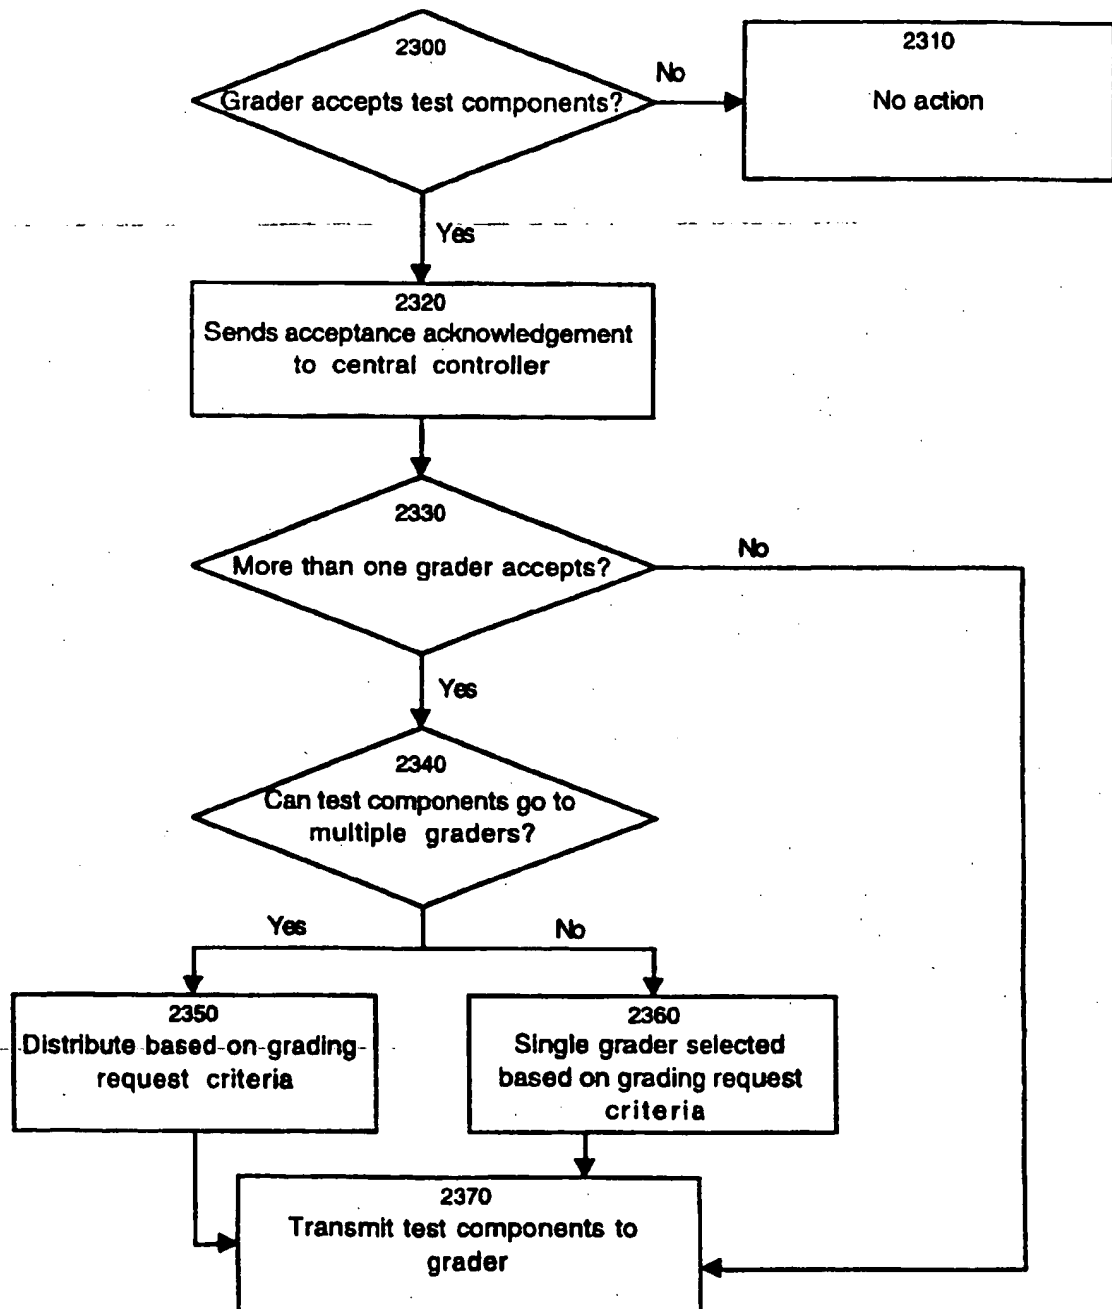 2300
Grader accepts test components?
No
2310
No action
Yes
2320
Sends acceptance acknowledgement
to central controller
2330
More than one grader accepts?
No
Yes
2340
Can test components go to
multiple graders?
Yes
No
2350
Distribute based on grading
request criteria
2360
Single grader selected
based on grading request
criteria
2370
Transmit test components to
grader